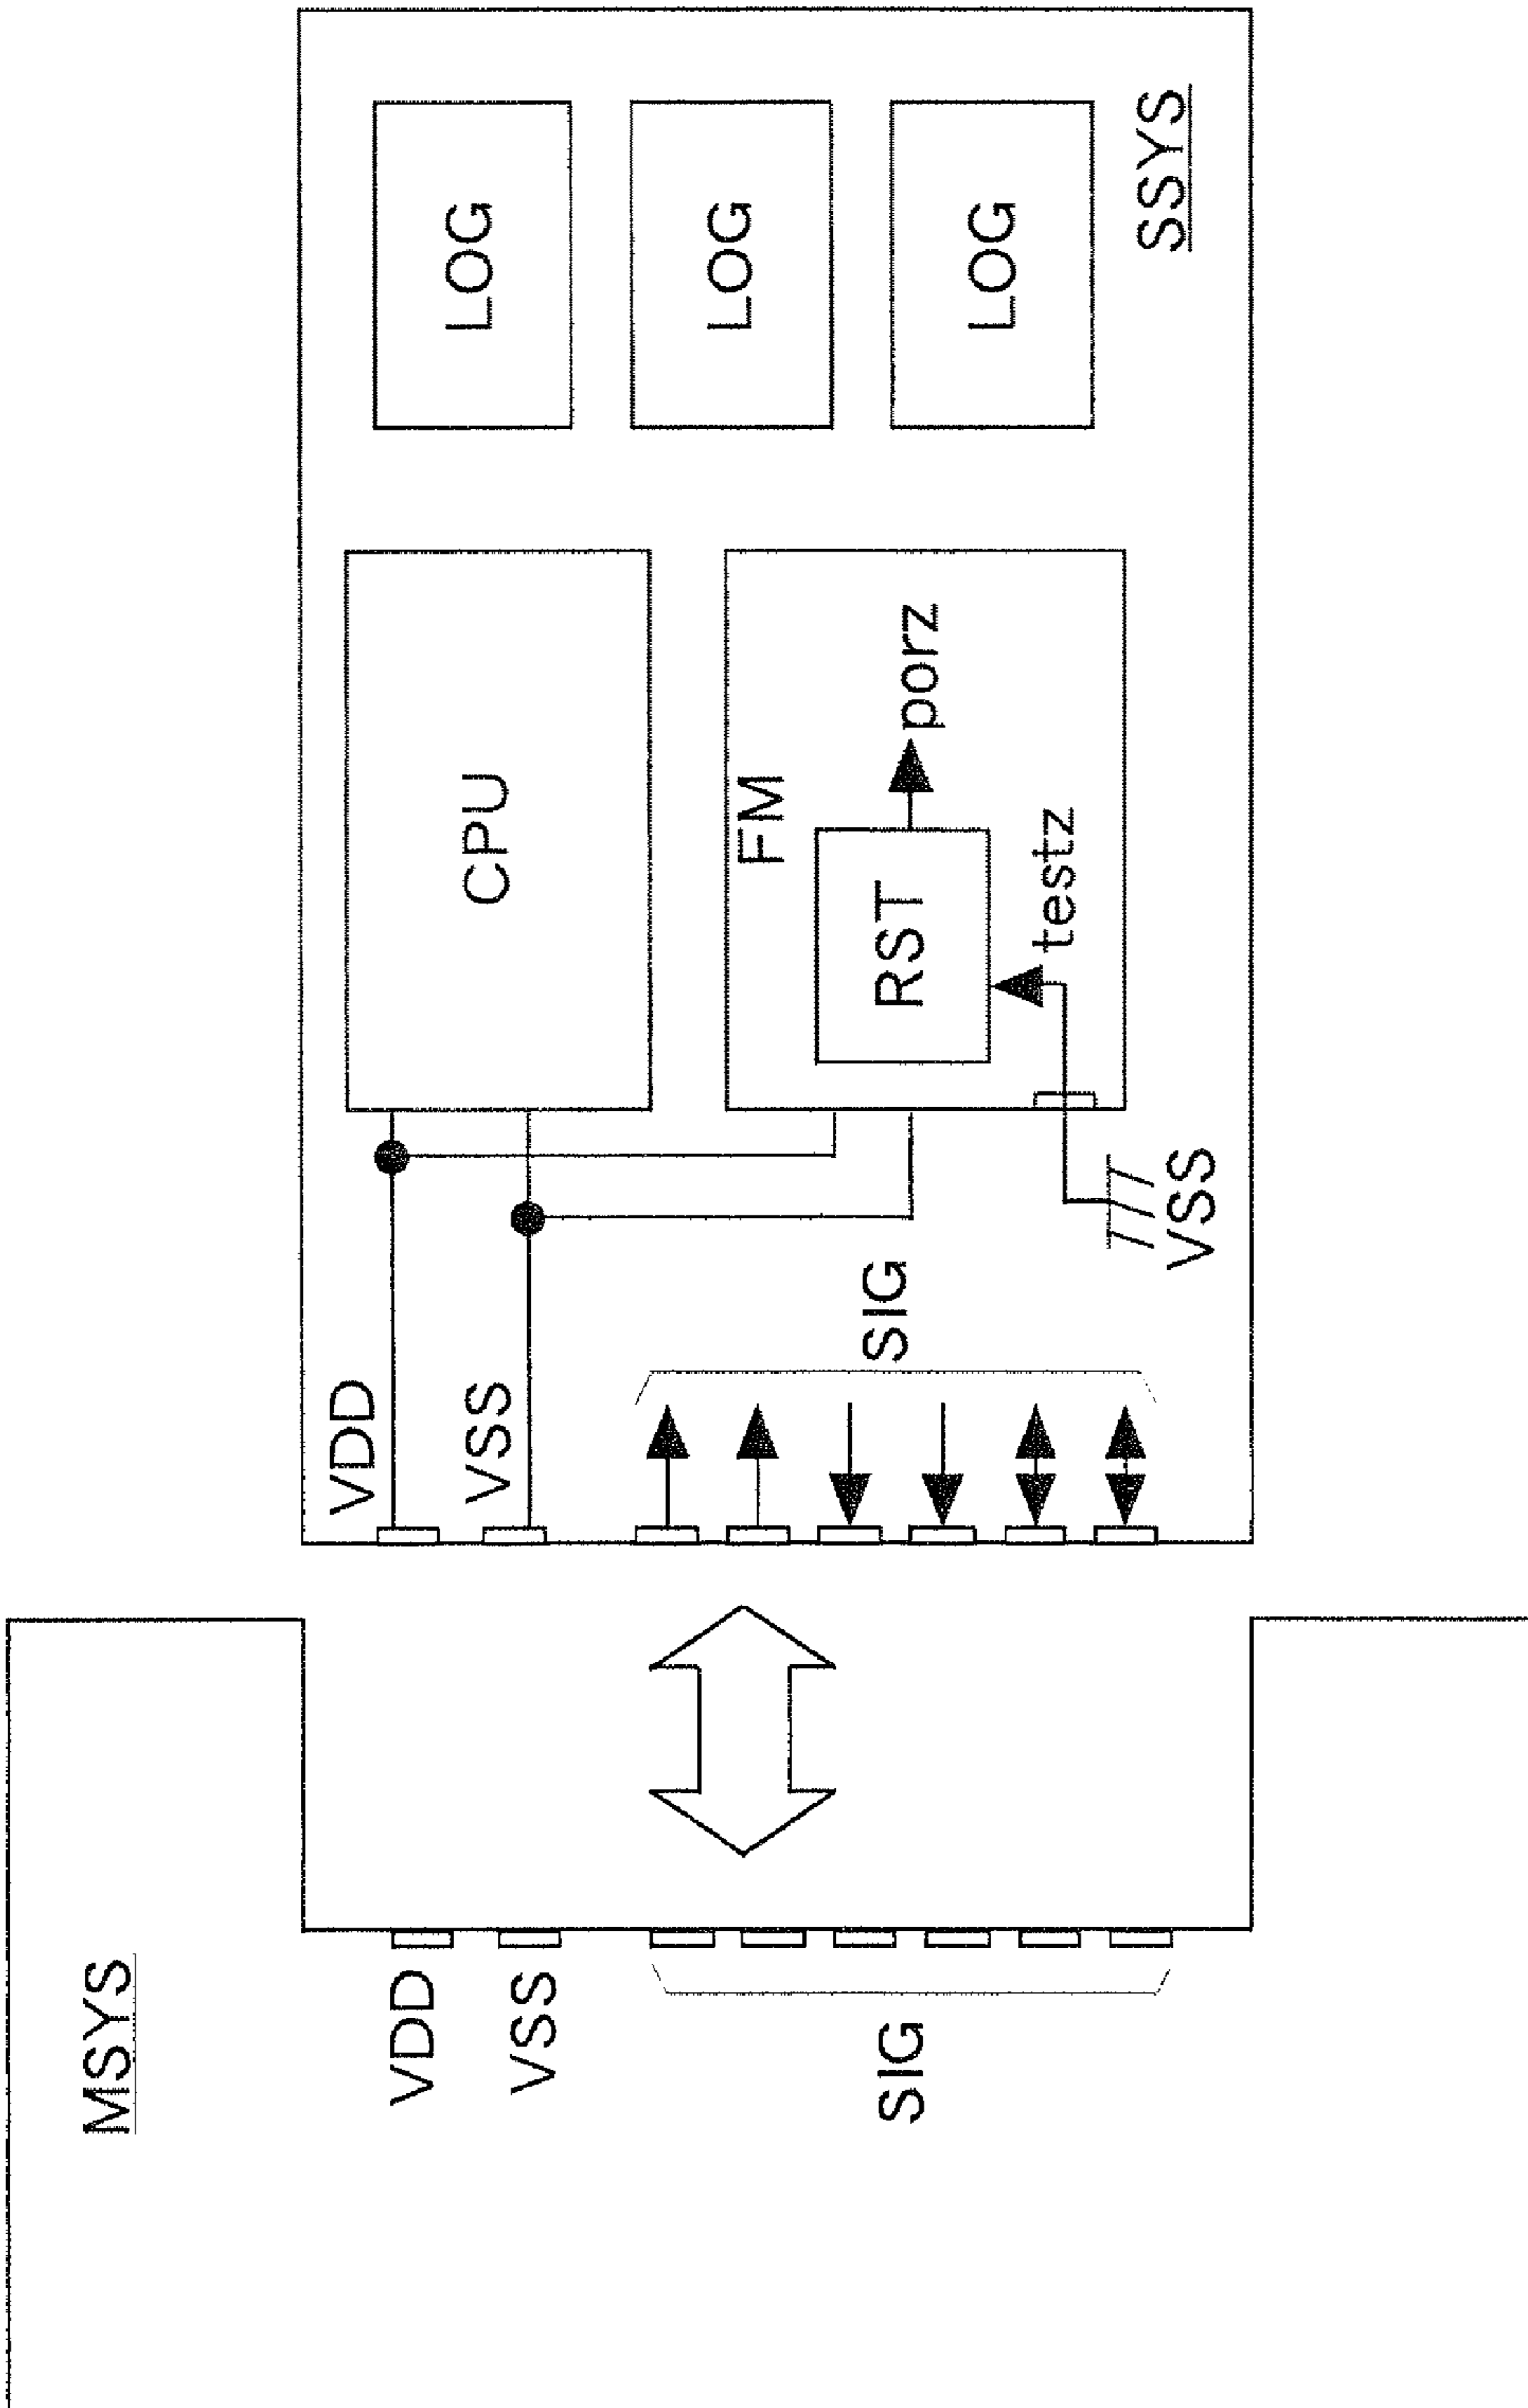 MSYS
VDD
VSS
SIG
VDD
VSS
SIG
CPU
FM
RST
porz
testz
VSS
LOG
LOG
LOG
SSYS